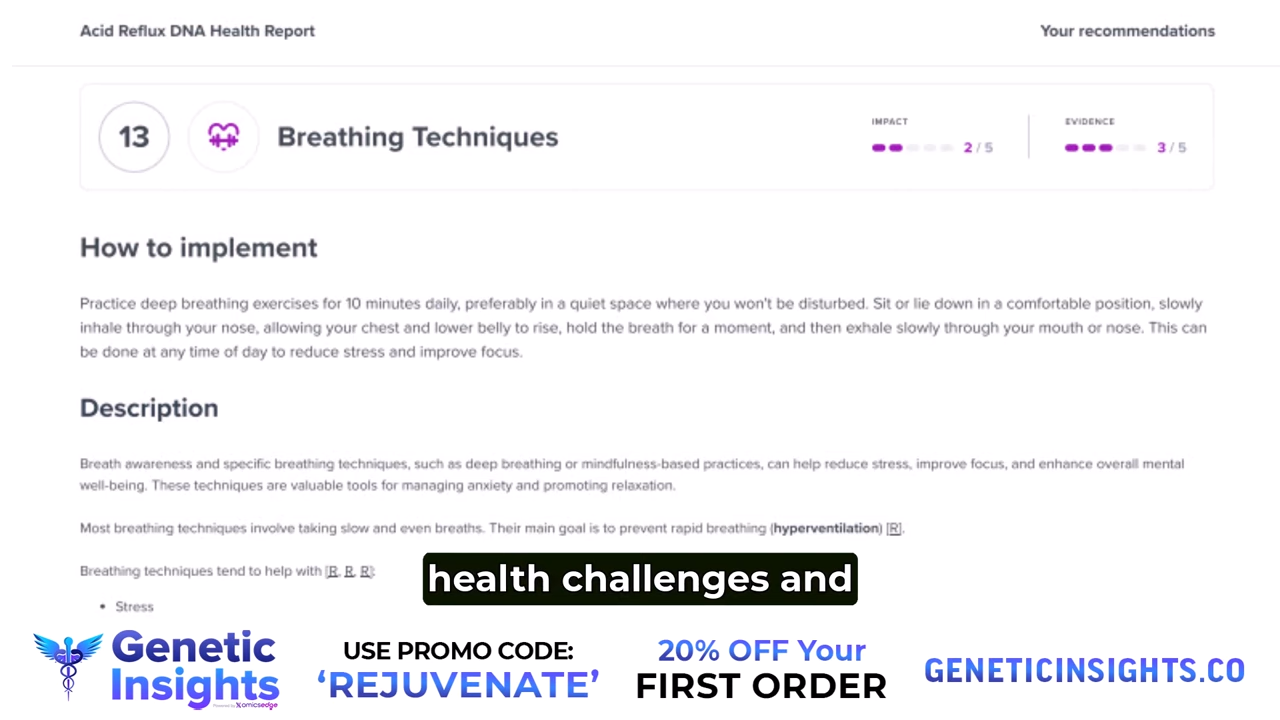 Acid Reflux DNA Health Report
Your recommendations
13
Breathing Techniques
IMPACT
2 / 5
EVIDENCE
3 / 5
How to implement
Practice deep breathing exercises for 10 minutes daily, preferably in a quiet space where you won't be disturbed. Sit or lie down in a comfortable position, slowly
inhale through your nose, allowing your chest and lower belly to rise, hold the breath for a moment, and then exhale slowly through your mouth or nose. This can
be done at any time of day to reduce stress and improve focus.
Description
Breath awareness and specific breathing techniques, such as deep breathing or mindfulness-based practices, can help reduce stress, improve focus, and enhance overall mental
well-being. These techniques are valuable tools for managing anxiety and promoting relaxation.
Most breathing techniques involve taking slow and even breaths. Their main goal is to prevent rapid breathing (hyperventilation) [R].
Breathing techniques tend to help with [R, R, R]:
health challenges and
• Stress
Genetic
Insights
Powered by Xomicsedge
USE PROMO CODE:
‘REJUVENATE’
20% OFF Your
FIRST ORDER
GENETICINSIGHTS.CO